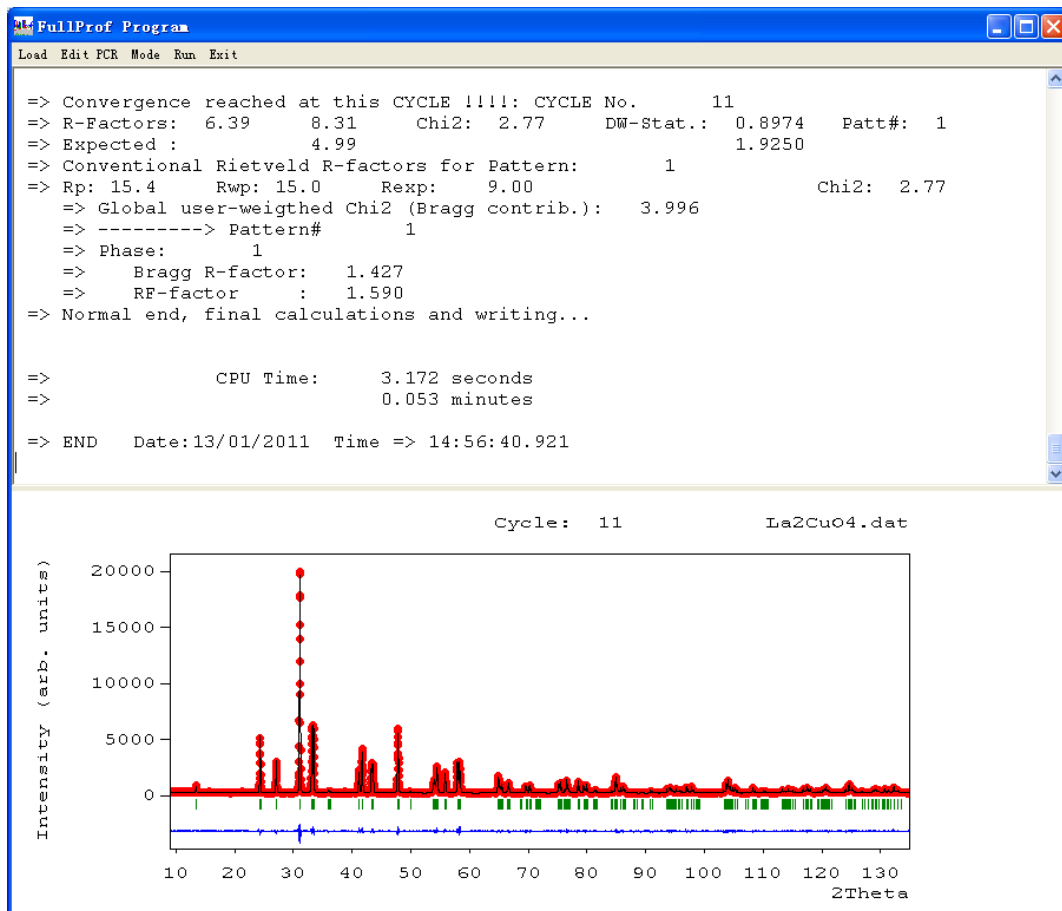 FullProf Program
Load Edit PCR Mode Run Exit
=> Convergence reached at this CYCLE !!!!: CYCLE No. 11
=> R-Factors: 6.39 8.31 Chi2: 2.77 DW-Stat.: 0.8974 Patt#: 1
=> Expected : 4.99 1.9250
=> Conventional Rietveld R-factors for Pattern: 1
=> Rp: 15.4 Rwp: 15.0 Rexp: 9.00 Chi2: 2.77
=> Global user-weigthed Chi2 (Bragg contrib.): 3.996
=> ---------> Pattern# 1
=> Phase: 1
=> Bragg R-factor: 1.427
=> RF-factor : 1.590
=> Normal end, final calculations and writing...
=> CPU Time: 3.172 seconds
=> 0.053 minutes
=> END Date:13/01/2011 Time => 14:56:40.921
Cycle: 11 La2CuO4.dat
Intensity (arb. units)
20000
15000
10000
5000
0
10 20 30 40 50 60 70 80 90 100 110 120 130
2Theta